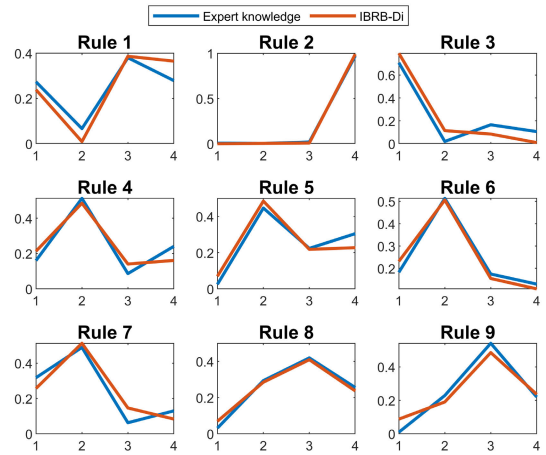 Expert knowledge IBRB-Di
Rule 1 Rule 2 Rule 3
0.4 1 0.6
0.2 0.5 0.4
0.2
0 0 0
1 2 3 4 1 2 3 4 1 2 3 4
Rule 4 Rule 5 Rule 6
0.4 0.4 0.5
0.4
0.2 0.2 0.3
0.2
0 0
1 2 3 4 1 2 3 4 1 2 3 4
Rule 7 Rule 8 Rule 9
0.4 0.4 0.4
0.2 0.2 0.2
0 0 0
1 2 3 4 1 2 3 4 1 2 3 4